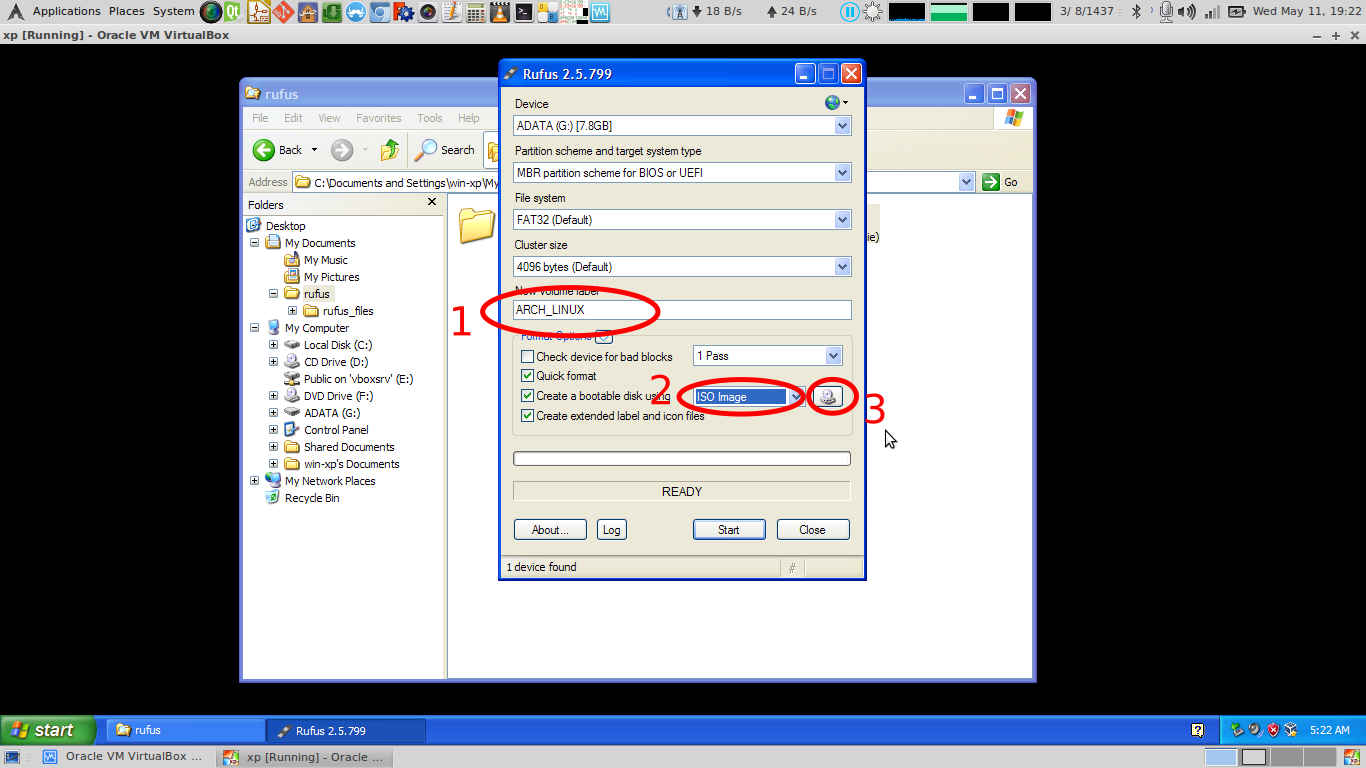 Applications Places System
18 B/s 24 B/s 3/ 8/1437 Wed May 11, 19:22
xp [Running] - Oracle VM VirtualBox
rufus
File Edit View Favorites Tools Help
Back Search
Address C:\Documents and Settings\win-xp\My Go
Folders
Desktop
My Documents
My Music
My Pictures
rufus
rufus_files
My Computer
Local Disk (C:)
CD Drive (D:)
Public on 'vboxsrv' (E:)
DVD Drive (F:)
ADATA (G:)
Control Panel
Shared Documents
win-xp's Documents
My Network Places
Recycle Bin
ie)
Rufus 2.5.799
Device
ADATA (G:) [7.8GB]
Partition scheme and target system type
MBR partition scheme for BIOS or UEFI
File system
FAT32 (Default)
Cluster size
4096 bytes (Default)
New volume label
1 ARCH_LINUX
Format Options
Check device for bad blocks 1 Pass
Quick format
Create a bootable disk using 2 ISO Image 3
Create extended label and icon files
READY
About... Log Start Close
1 device found #
start rufus Rufus 2.5.799 5:22 AM
Oracle VM VirtualBox ... xp [Running] - Oracle ...